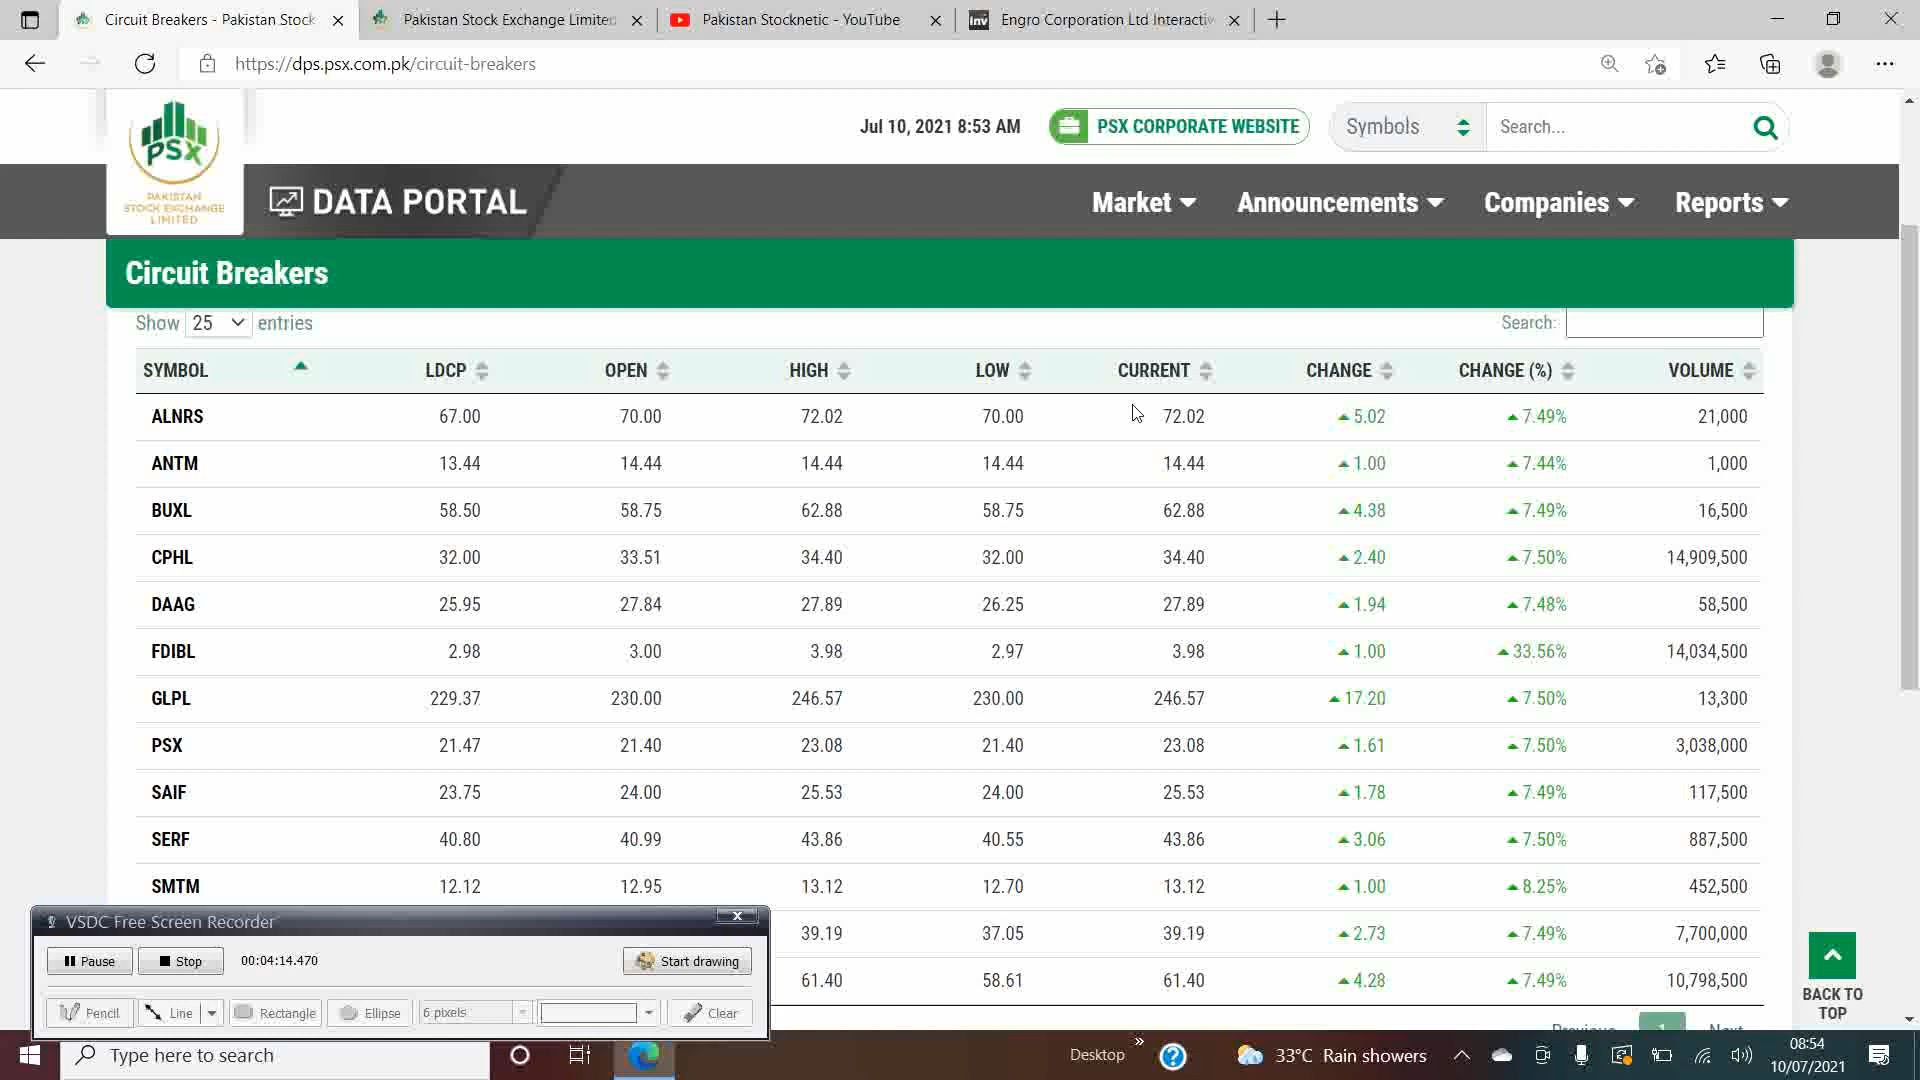 Circuit Breakers - Pakistan Stock
Pakistan Stock Exchange Limited
Pakistan Stocknetic - YouTube
Engro Corporation Ltd Interactiv
https://dps.psx.com.pk/circuit-breakers
PSX
PAKISTAN
STOCK EXCHANGE
LIMITED
Jul 10, 2021 8:53 AM
PSX CORPORATE WEBSITE
Symbols
Search...
DATA PORTAL
Market
Announcements
Companies
Reports
Circuit Breakers
Show 25 entries
Search:
SYMBOL LDCP OPEN HIGH LOW CURRENT CHANGE CHANGE (%) VOLUME
ALNRS 67.00 70.00 72.02 70.00 72.02 5.02 7.49% 21,000
ANTM 13.44 14.44 14.44 14.44 14.44 1.00 7.44% 1,000
BUXL 58.50 58.75 62.88 58.75 62.88 4.38 7.49% 16,500
CPHL 32.00 33.51 34.40 32.00 34.40 2.40 7.50% 14,909,500
DAAG 25.95 27.84 27.89 26.25 27.89 1.94 7.48% 58,500
FDIBL 2.98 3.00 3.98 2.97 3.98 1.00 33.56% 14,034,500
GLPL 229.37 230.00 246.57 230.00 246.57 17.20 7.50% 13,300
PSX 21.47 21.40 23.08 21.40 23.08 1.61 7.50% 3,038,000
SAIF 23.75 24.00 25.53 24.00 25.53 1.78 7.49% 117,500
SERF 40.80 40.99 43.86 40.55 43.86 3.06 7.50% 887,500
SMTM 12.12 12.95 13.12 12.70 13.12 1.00 8.25% 452,500
39.19 37.05 39.19 2.73 7.49% 7,700,000
61.40 58.61 61.40 4.28 7.49% 10,798,500
BACK TO
TOP
VSDC Free Screen Recorder
Pause
Stop
00:04:14.470
Start drawing
Pencil
Line
Rectangle
Ellipse
6 pixels
Clear
Type here to search
Desktop
33°C Rain showers
08:54
10/07/2021